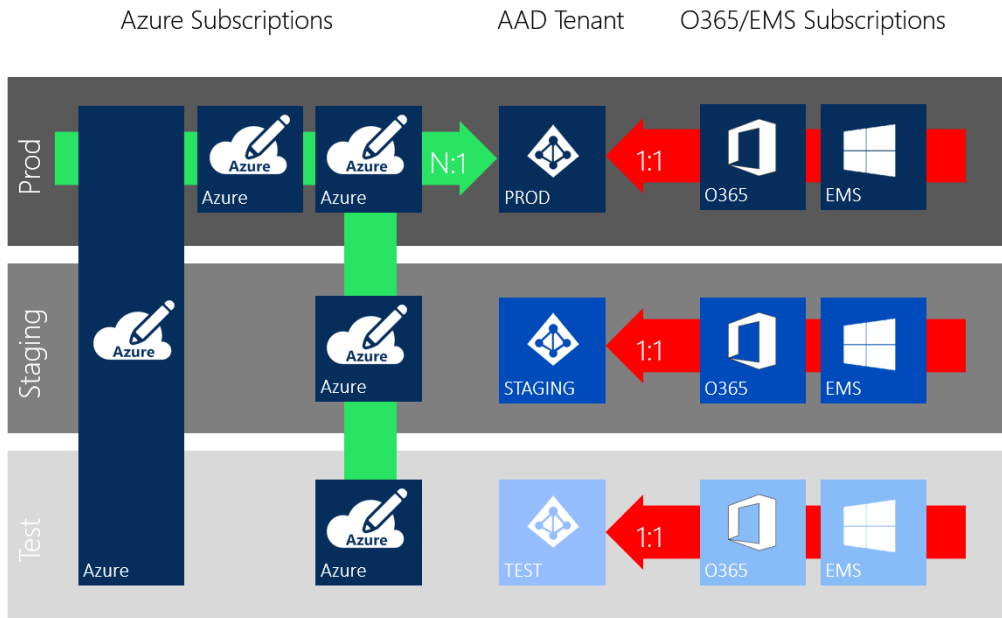 Azure Subscriptions
AAD Tenant
O365/EMS Subscriptions
Prod
Azure
Azure
Azure
Azure
N:1
PROD
1:1
O365
EMS
Staging
Azure
Azure
Azure
STAGING
1:1
O365
EMS
Test
Azure
Azure
Azure
TEST
1:1
O365
EMS